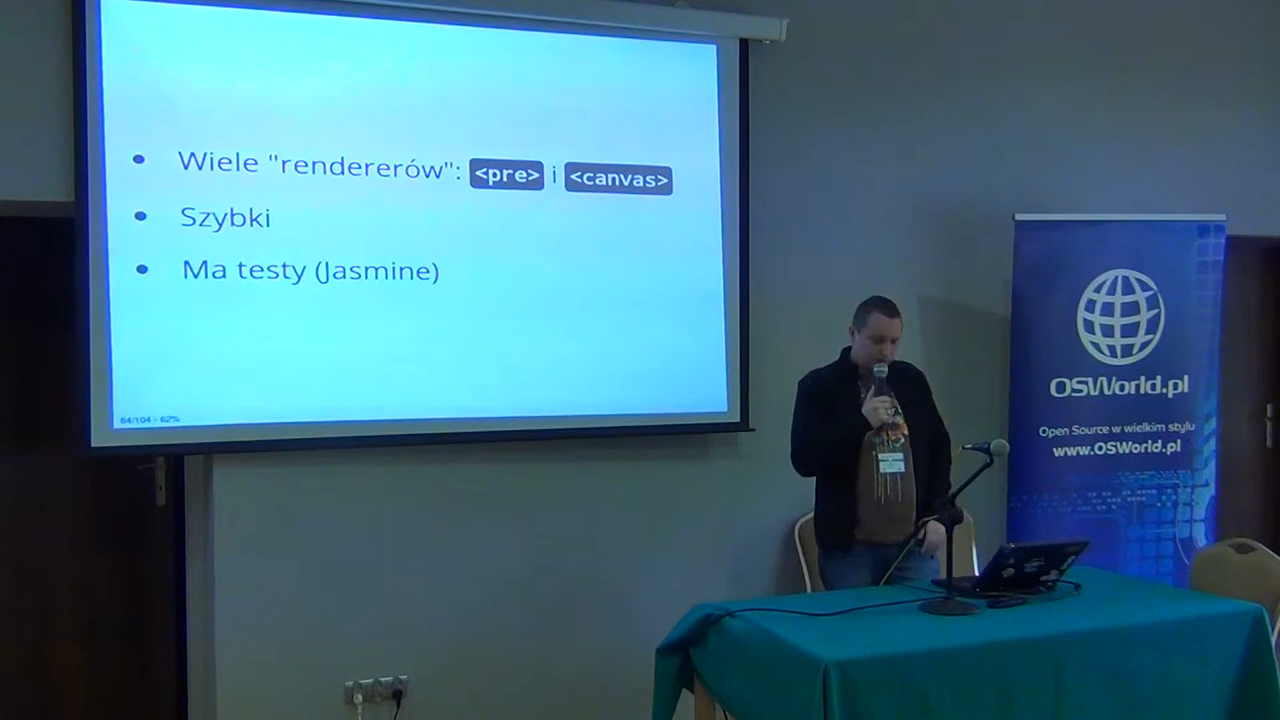 Wiele "rendererów": <pre> i <canvas>
Szybki
Ma testy (Jasmine)
64/104 - 62%
OSWorld.pl
Open Source w wielkim stylu
www.OSWorld.pl